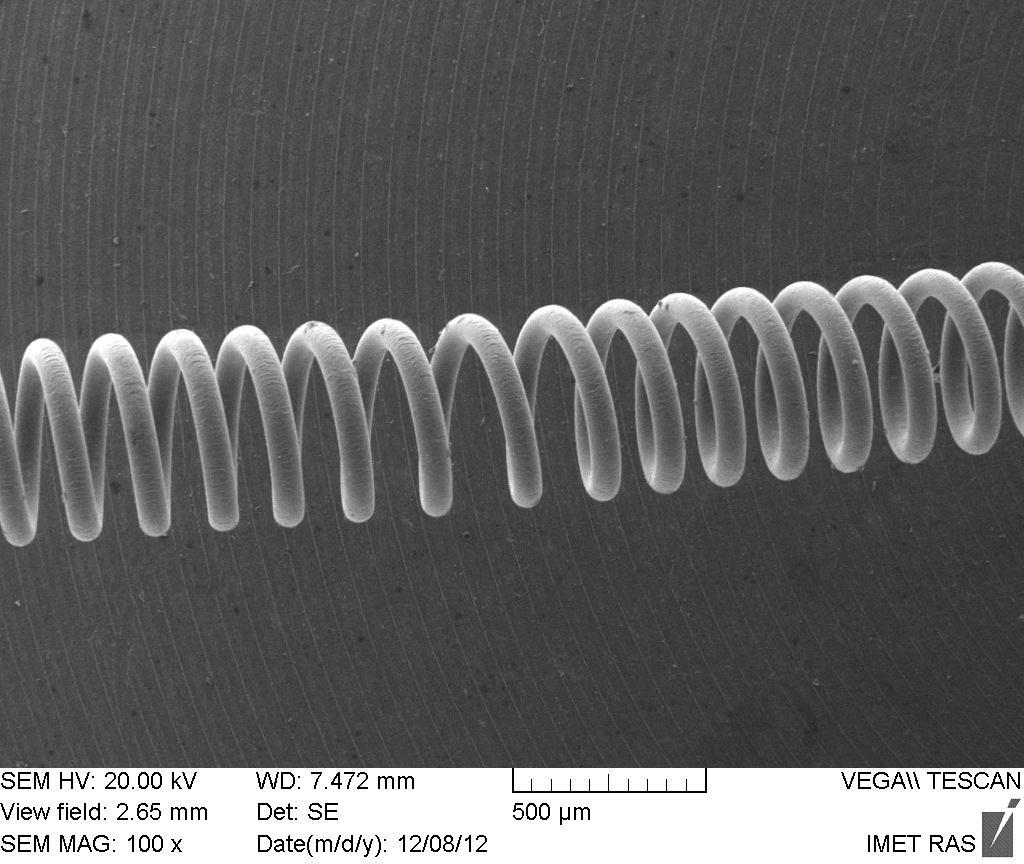 SEM HV: 20.00 kV WD: 7.472 mm VEGA\\ TESCAN
View field: 2.65 mm Det: SE 500 µm
SEM MAG: 100 x Date(m/d/y): 12/08/12 IMET RAS